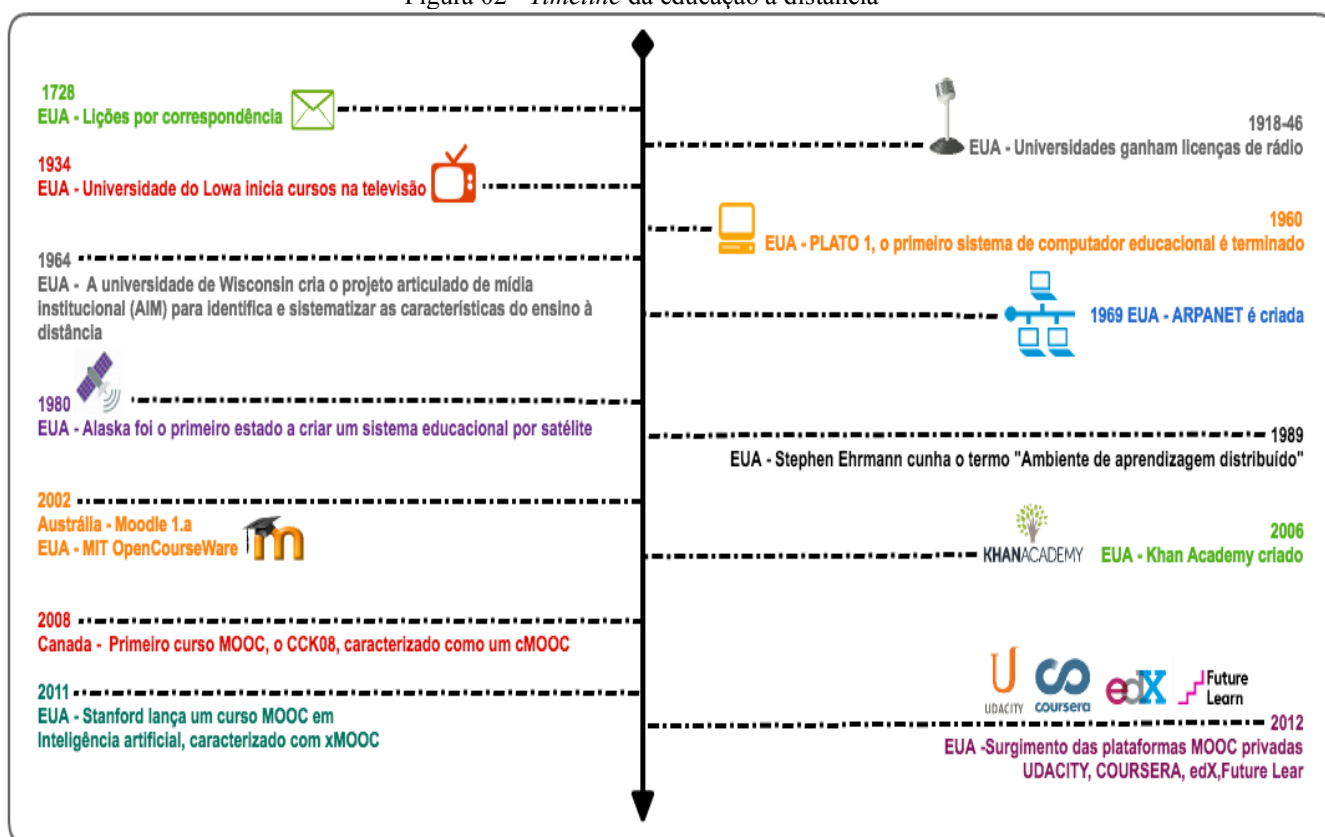 Figura 02 - Timeline da educação à distância
1728
EUA - Lições por correspondência
1918-46
EUA - Universidades ganham licenças de rádio
1934
EUA - Universidade do Lowa inicia cursos na televisão
1960
EUA - PLATO 1, o primeiro sistema de computador educacional é terminado
1964
EUA - A universidade de Wisconsin cria o projeto articulado de mídia
institucional (AIM) para identifica e sistematizar as características do ensino à
distância
1969 EUA - ARPANET é criada
1980
EUA - Alaska foi o primeiro estado a criar um sistema educacional por satélite
1989
EUA - Stephen Ehrmann cunha o termo "Ambiente de aprendizagem distribuído"
2002
Austrália - Moodle 1.a
EUA - MIT OpenCourseWare
m
KHANACADEMY
2006
EUA - Khan Academy criado
2008
Canada - Primeiro curso MOOC, o CCK08, caracterizado como um cMOOC
2011
EUA - Stanford lança um curso MOOC em
Inteligência artificial, caracterizado com xMOOC
U
UDACITY
coursera
edX
Future
Learn
2012
EUA -Surgimento das plataformas MOOC privadas
UDACITY, COURSERA, edX,Future Lear